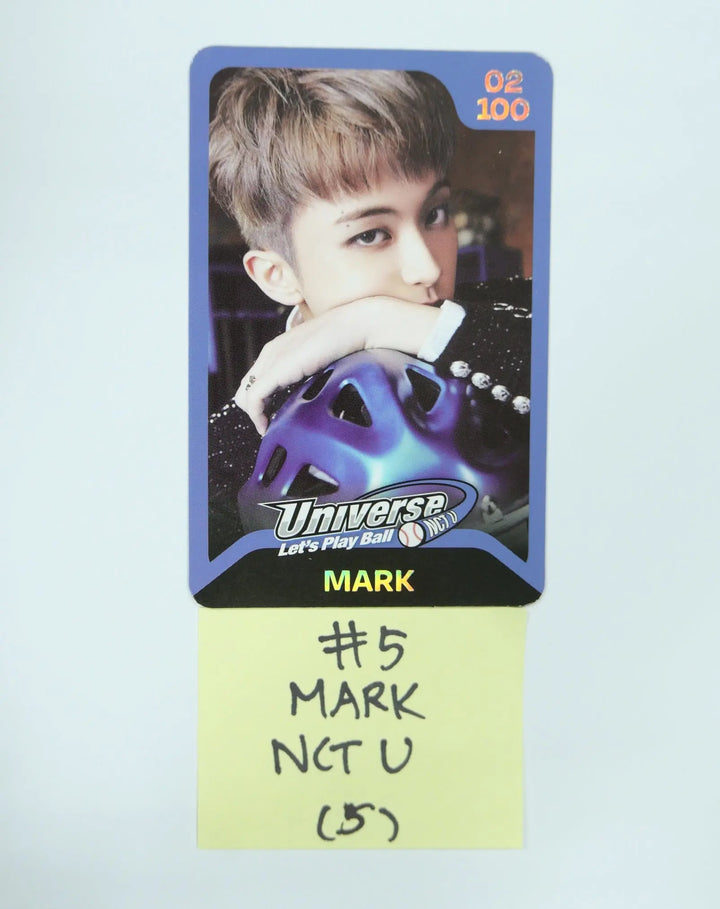 02
100
Universe
NCT U
Let's Play Ball
MARK
#5
MARK
NCT U
(5)